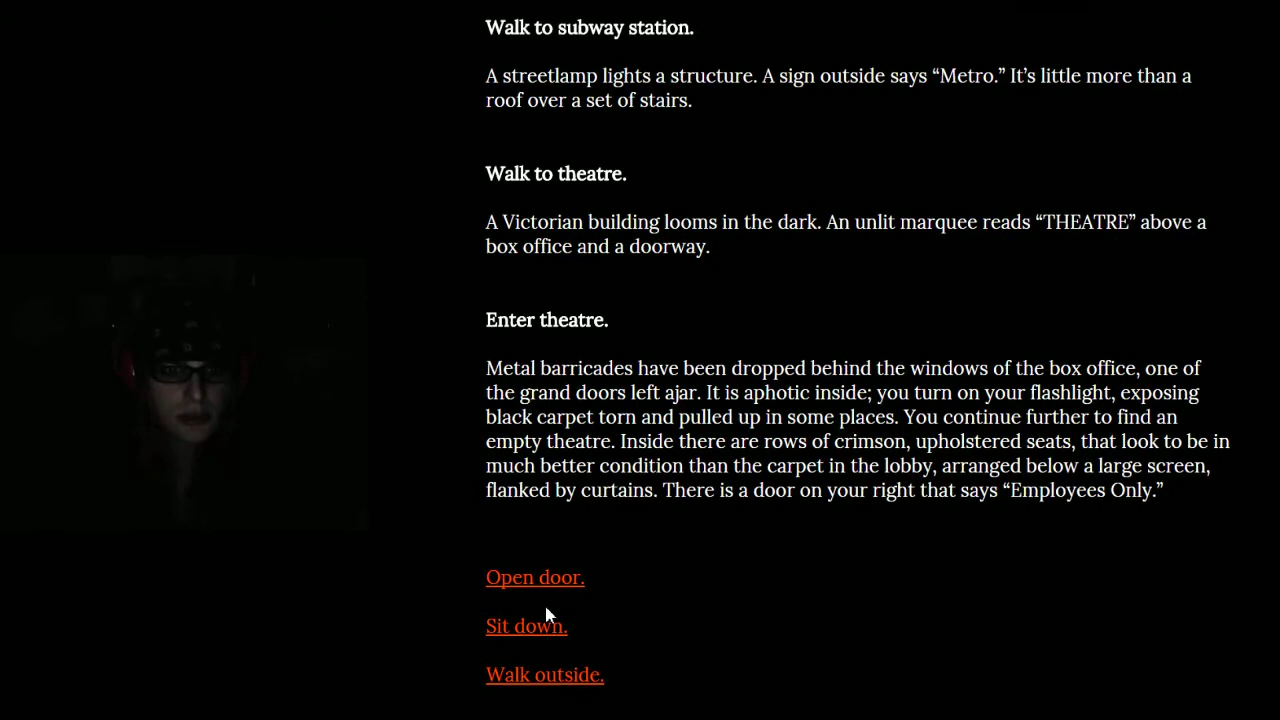 Walk to subway station.
A streetlamp lights a structure. A sign outside says “Metro.” It’s little more than a
roof over a set of stairs.
Walk to theatre.
A Victorian building looms in the dark. An unlit marquee reads “THEATRE” above a
box office and a doorway.
Enter theatre.
Metal barricades have been dropped behind the windows of the box office, one of
the grand doors left ajar. It is aphotic inside; you turn on your flashlight, exposing
black carpet torn and pulled up in some places. You continue further to find an
empty theatre. Inside there are rows of crimson, upholstered seats, that look to be in
much better condition than the carpet in the lobby, arranged below a large screen,
flanked by curtains. There is a door on your right that says “Employees Only.”
Open door.
Sit down.
Walk outside.